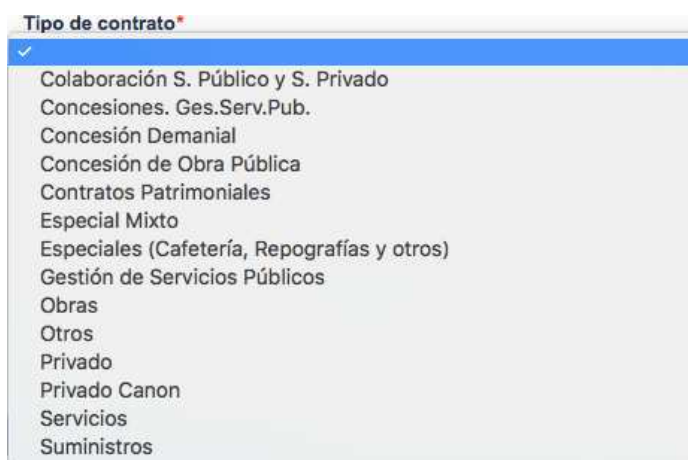 Tipo de contrato*
Colaboración S. Público y S. Privado
Concesiones. Ges.Serv.Pub.
Concesión Demanial
Concesión de Obra Pública
Contratos Patrimoniales
Especial Mixto
Especiales (Cafetería, Repografías y otros)
Gestión de Servicios Públicos
Obras
Otros
Privado
Privado Canon
Servicios
Suministros